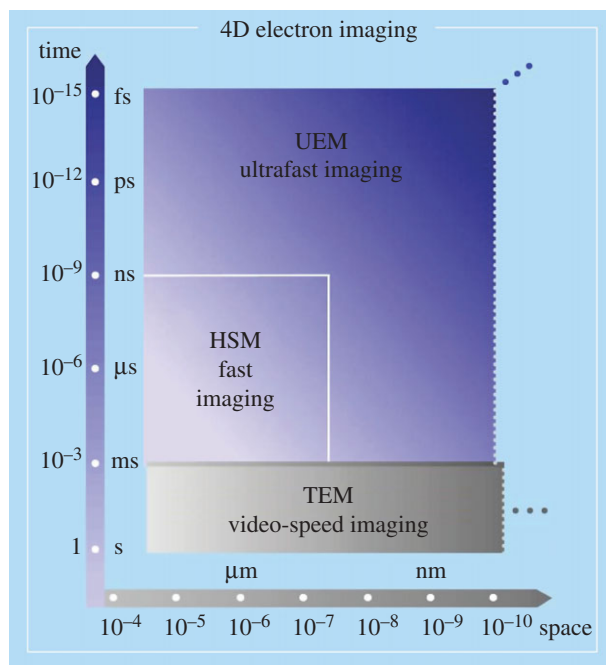 4D electron imaging
time
10⁻¹⁵ fs
UEM
ultrafast imaging
10⁻¹² ps
10⁻⁹ ns
HSM
fast
imaging
10⁻⁶ μs
10⁻³ ms
TEM
video-speed imaging
1 s
μm nm
10⁻⁴ 10⁻⁵ 10⁻⁶ 10⁻⁷ 10⁻⁸ 10⁻⁹ 10⁻¹⁰ space